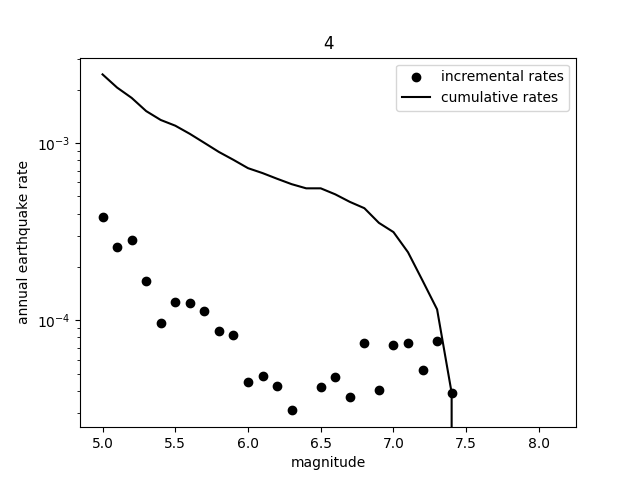 4
incremental rates
cumulative rates
annual earthquake rate
10⁻³
10⁻⁴
5.0 5.5 6.0 6.5 7.0 7.5 8.0
magnitude